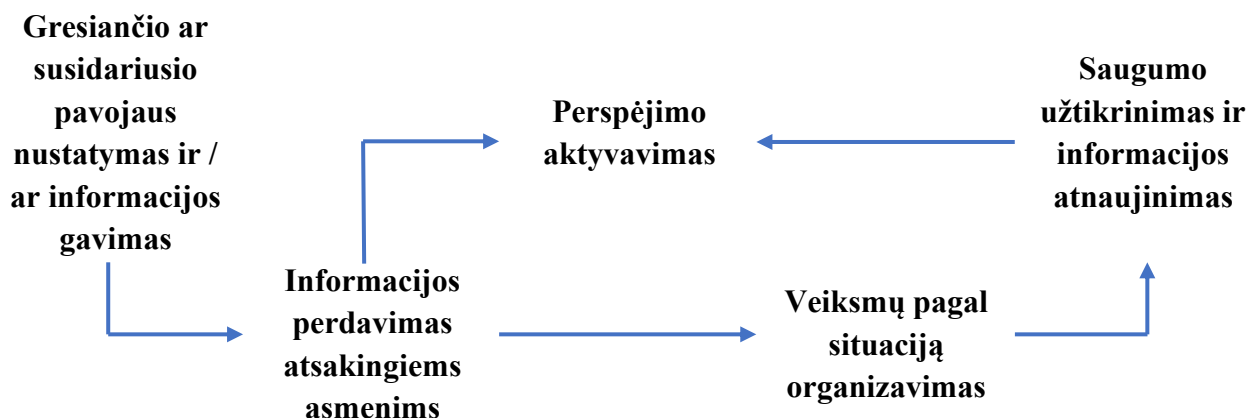 Gresiančio ar
susidariusio
pavojaus
nustatymas ir /
ar informacijos
gavimas
Informacijos
perdavimas
atsakingiems
asmenims
Perspėjimo
aktyvavimas
Veiksmų pagal
situaciją
organizavimas
Saugumo
užtikrinimas ir
informacijos
atnaujinimas